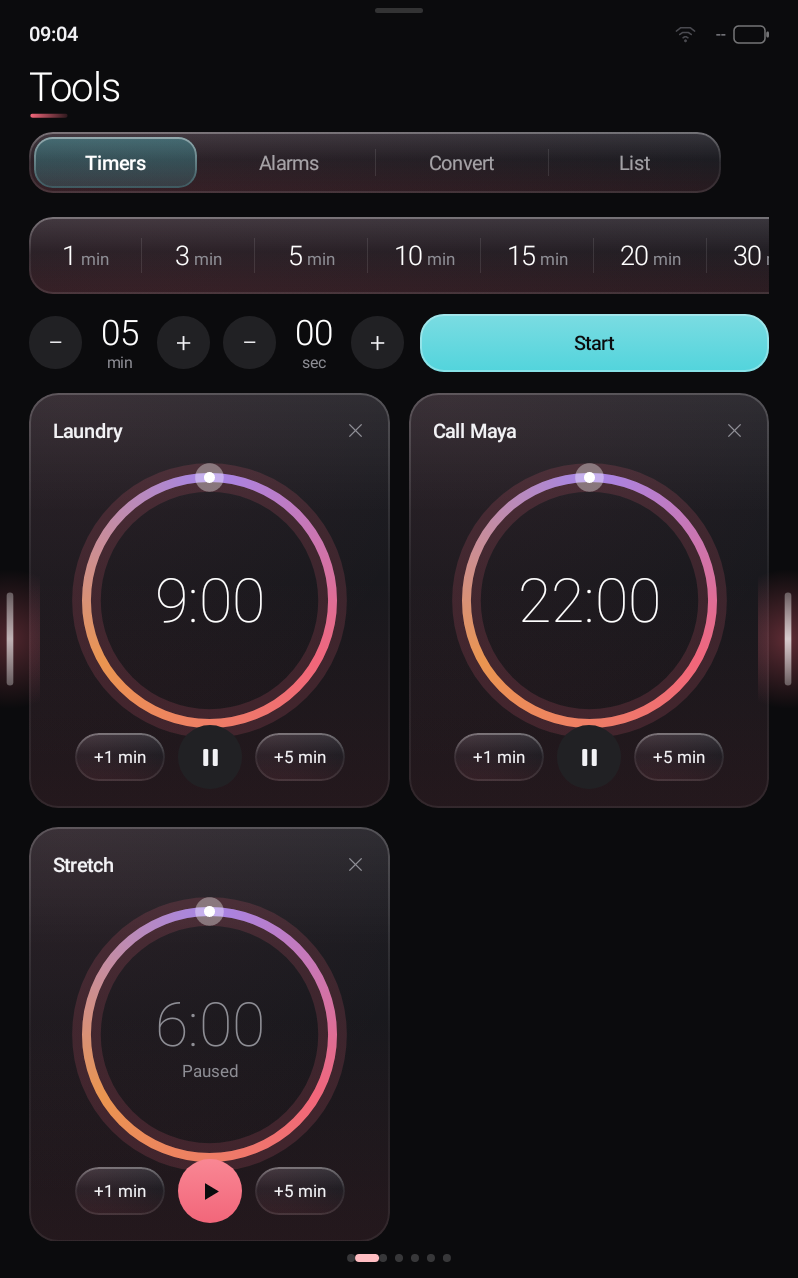 09:04
--
Tools
Timers Alarms Convert List
1 min 3 min 5 min 10 min 15 min 20 min 30
− 05 + − 00 + Start
min sec
Laundry
9:00
+1 min +5 min
Call Maya
22:00
+1 min +5 min
Stretch
6:00
Paused
+1 min +5 min